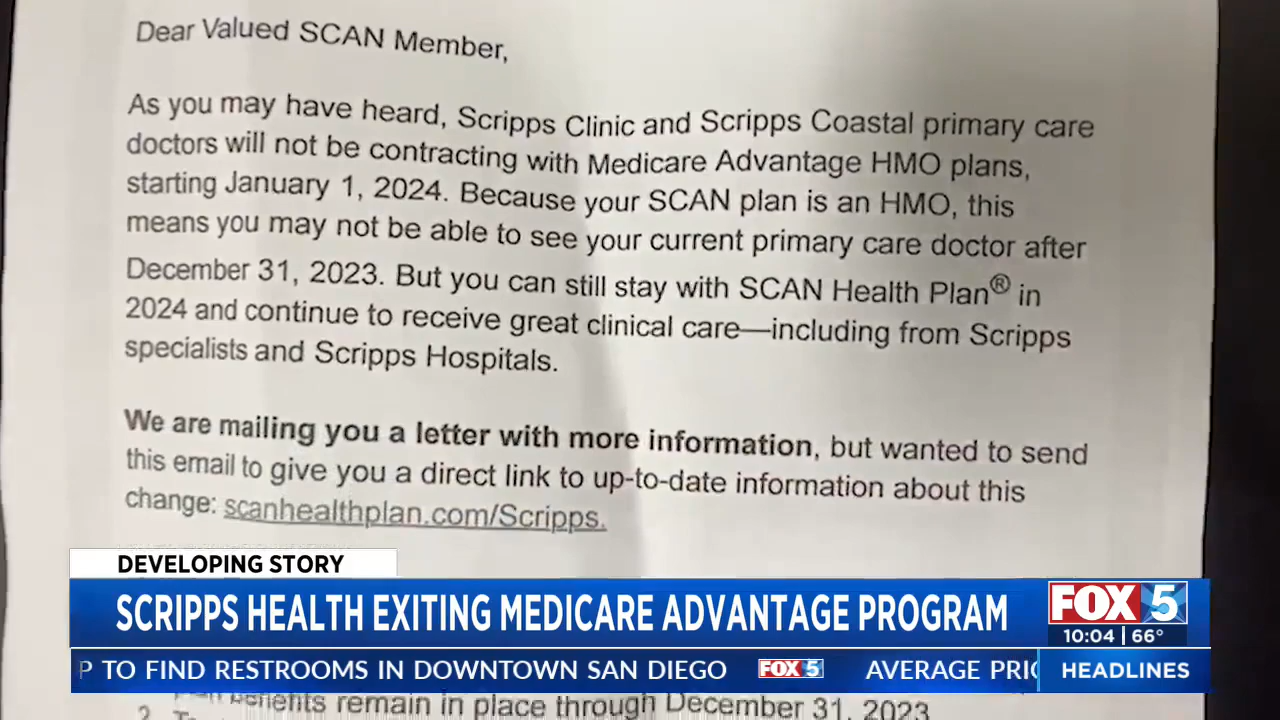 Dear Valued SCAN Member,
As you may have heard, Scripps Clinic and Scripps Coastal primary care
doctors will not be contracting with Medicare Advantage HMO plans,
starting January 1, 2024. Because your SCAN plan is an HMO, this
means you may not be able to see your current primary care doctor after
December 31, 2023. But you can still stay with SCAN Health Plan® in
2024 and continue to receive great clinical care—including from Scripps
specialists and Scripps Hospitals.
We are mailing you a letter with more information, but wanted to send
this email to give you a direct link to up-to-date information about this
change: scanhealthplan.com/Scripps.
DEVELOPING STORY
SCRIPPS HEALTH EXITING MEDICARE ADVANTAGE PROGRAM
FOX 5
10:04 | 66°
P TO FIND RESTROOMS IN DOWNTOWN SAN DIEGO FOX 5 AVERAGE PRIC
HEADLINES
benefits remain in place through December 31, 2023
2.